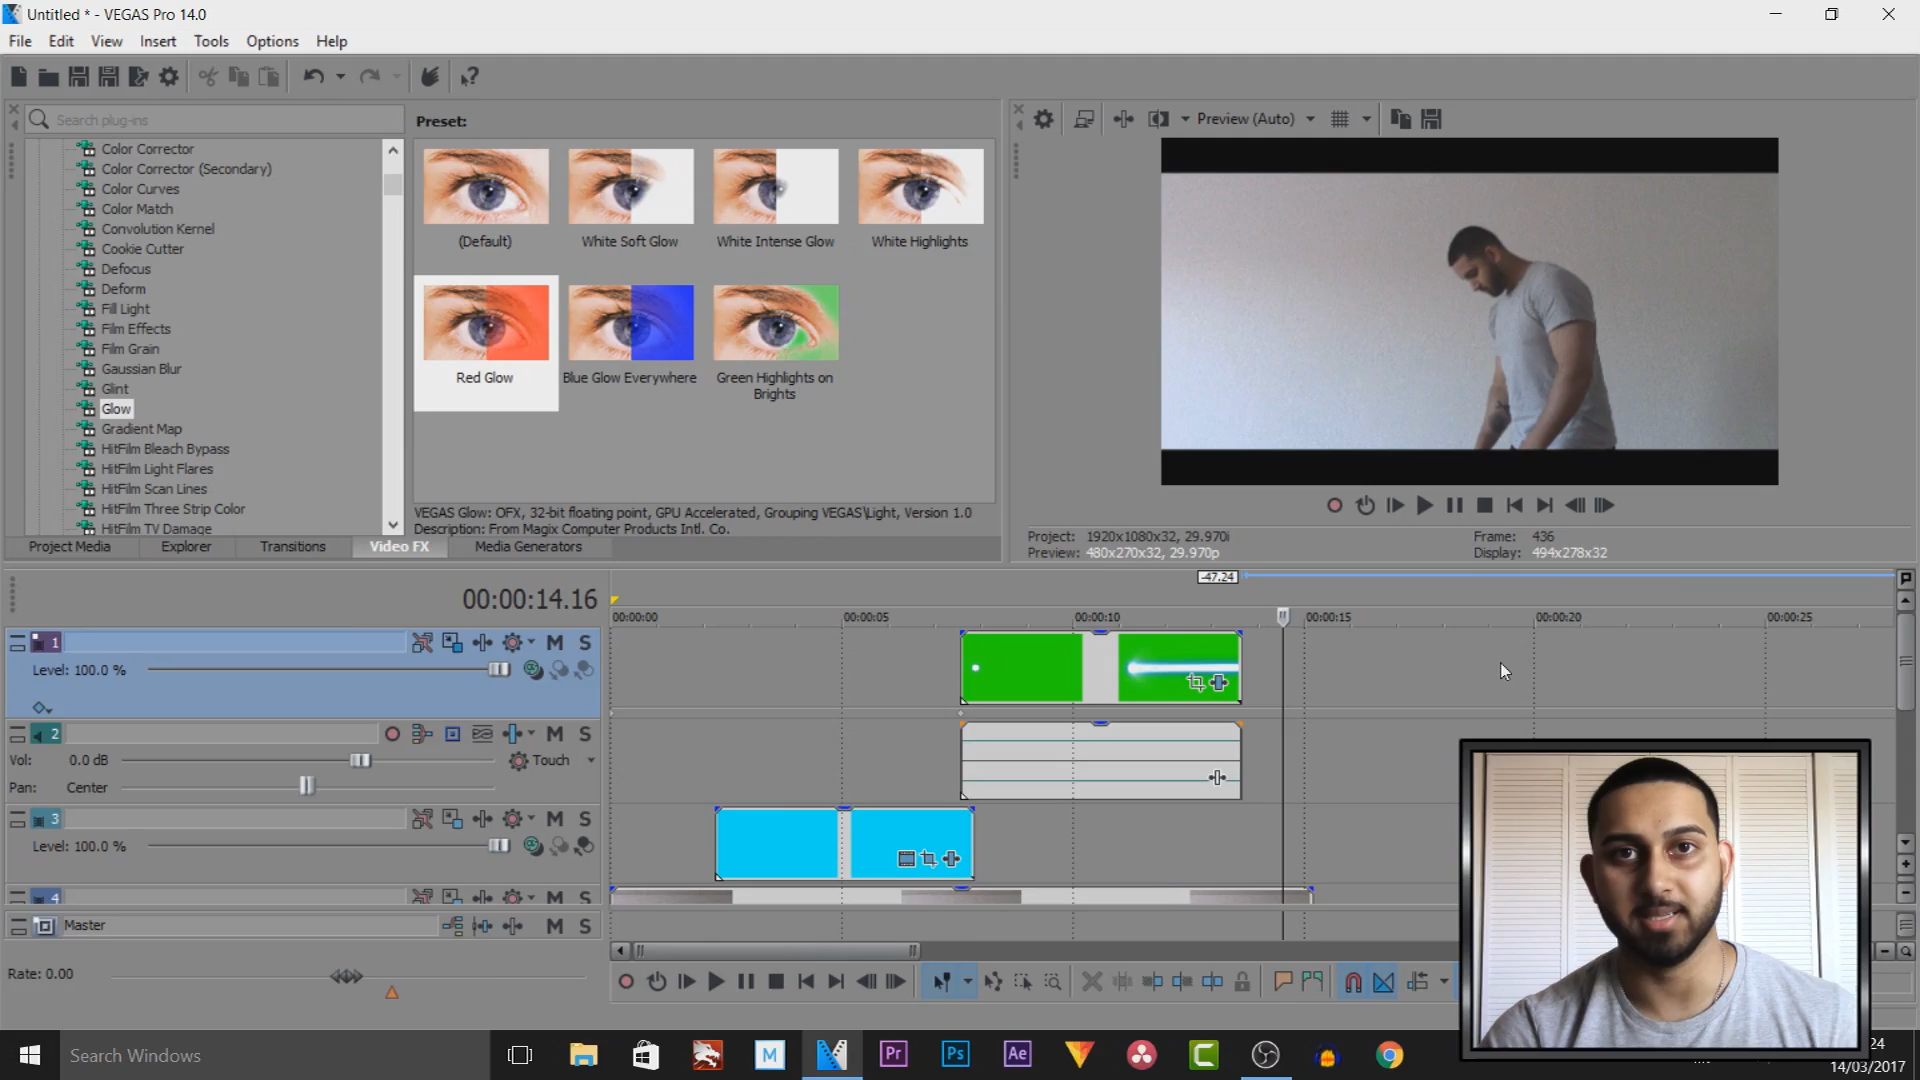 Untitled * - VEGAS Pro 14.0
File Edit View Insert Tools Options Help
Search plug-ins
Preset:
Preview (Auto)
Color Corrector
Color Corrector (Secondary)
Color Curves
Color Match
Convolution Kernel
Cookie Cutter
Defocus
Deform
Fill Light
Film Effects
Film Grain
Gaussian Blur
Glint
Glow
Gradient Map
HitFilm Bleach Bypass
HitFilm Light Flares
HitFilm Scan Lines
HitFilm Three Strip Color
HitFilm TV Damage
(Default) White Soft Glow White Intense Glow White Highlights
Red Glow Blue Glow Everywhere Green Highlights on
Brights
VEGAS Glow: OFX, 32-bit floating point, GPU Accelerated, Grouping VEGAS\Light, Version 1.0
Description: From Magix Computer Products Intl. Co.
Project Media Explorer Transitions Video FX Media Generators
Project: 1920x1080x32, 29.970i Frame: 436
Preview: 480x270x32, 29.970p Display: 494x278x32
-47.24
00:00:14.16
00:00:00 00:00:05 00:00:10 00:00:15 00:00:20 00:00:25
1 M S
Level: 100.0 %
2 M S
Vol: 0.0 dB Touch
Pan: Center
3 M S
Level: 100.0 %
4 M S
Master M S
Rate: 0.00
Search Windows
M Pr Ps Ae C
24
14/03/2017